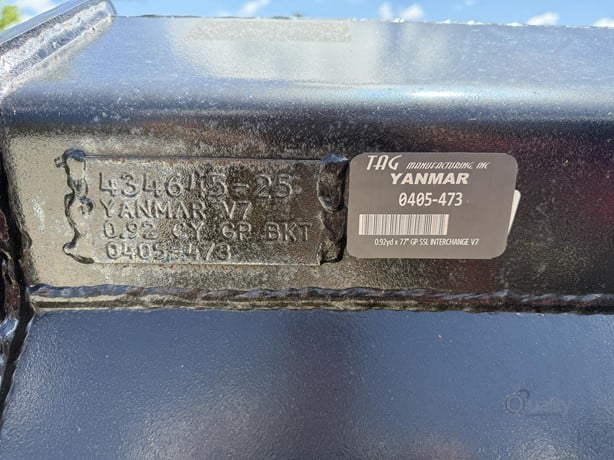 434645-25
YANMAR V7
0.92 CY GP BKT
0405-473
TAG MANUFACTURING, INC
YANMAR
0405-473
0.92yd x 77" GP SSL INTERCHANGE V7